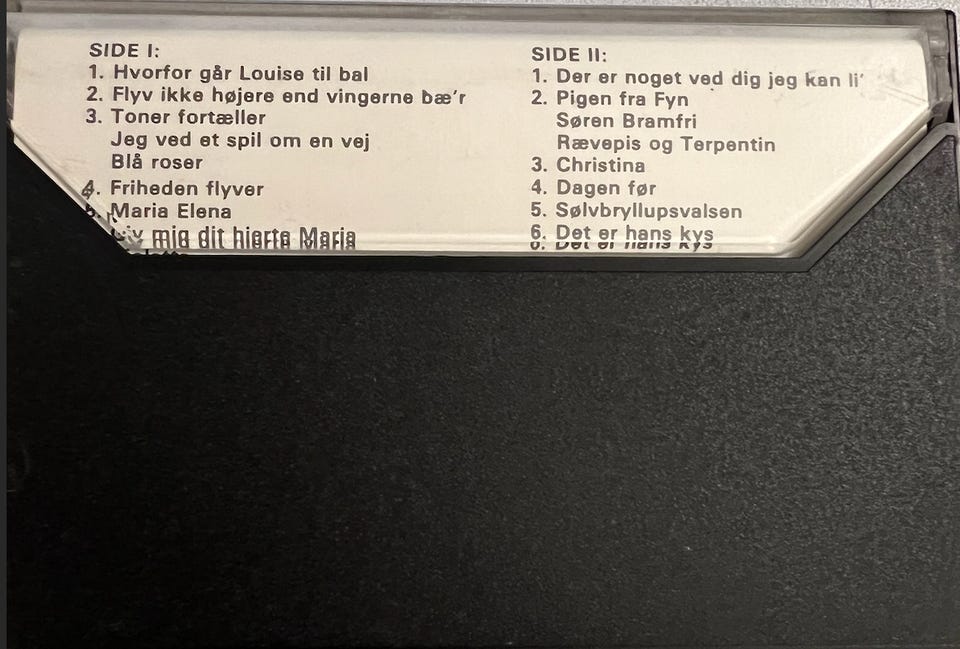 SIDE I:
1. Hvorfor går Louise til bal
2. Flyv ikke højere end vingerne bæ'r
3. Toner fortæller
Jeg ved et spil om en vej
Blå roser
4. Friheden flyver
5. Maria Elena
mig dit hjerte Maria
SIDE II:
1. Der er noget ved dig jeg kan li'
2. Pigen fra Fyn
Søren Bramfri
Rævepis og Terpentin
3. Christina
4. Dagen før
5. Sølvbryllupsvalsen
6. Det er hans kys